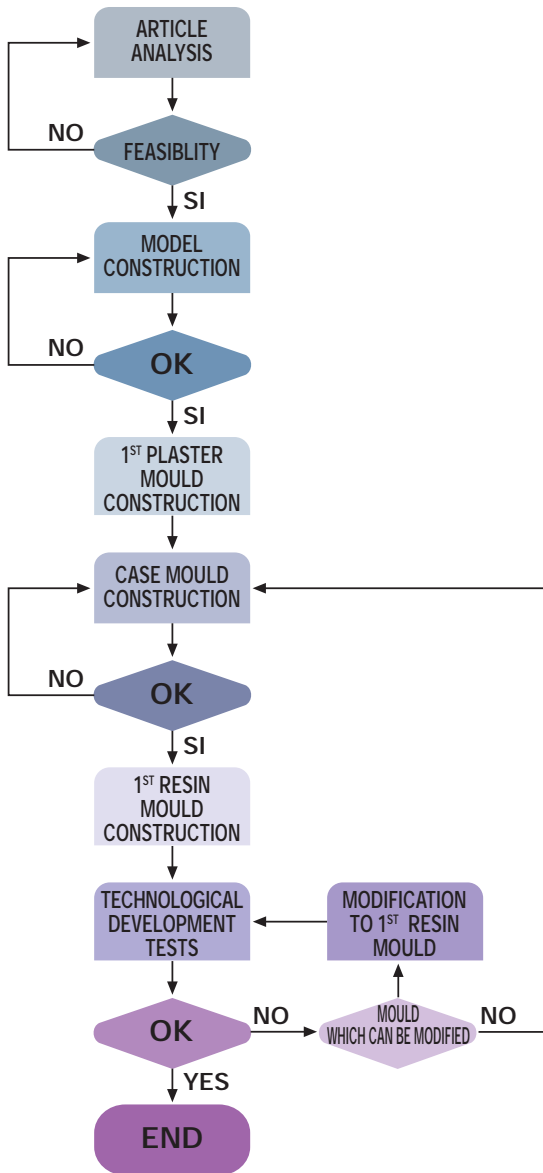 ARTICLE
ANALYSIS
NO
FEASIBLITY
SI
MODEL
CONSTRUCTION
NO
OK
SI
1ST PLASTER
MOULD
CONSTRUCTION
CASE MOULD
CONSTRUCTION
NO
OK
SI
1ST RESIN
MOULD
CONSTRUCTION
TECHNOLOGICAL
DEVELOPMENT
TESTS
MODIFICATION
TO 1ST RESIN
MOULD
OK
NO
MOULD
WHICH CAN BE MODIFIED
NO
YES
END